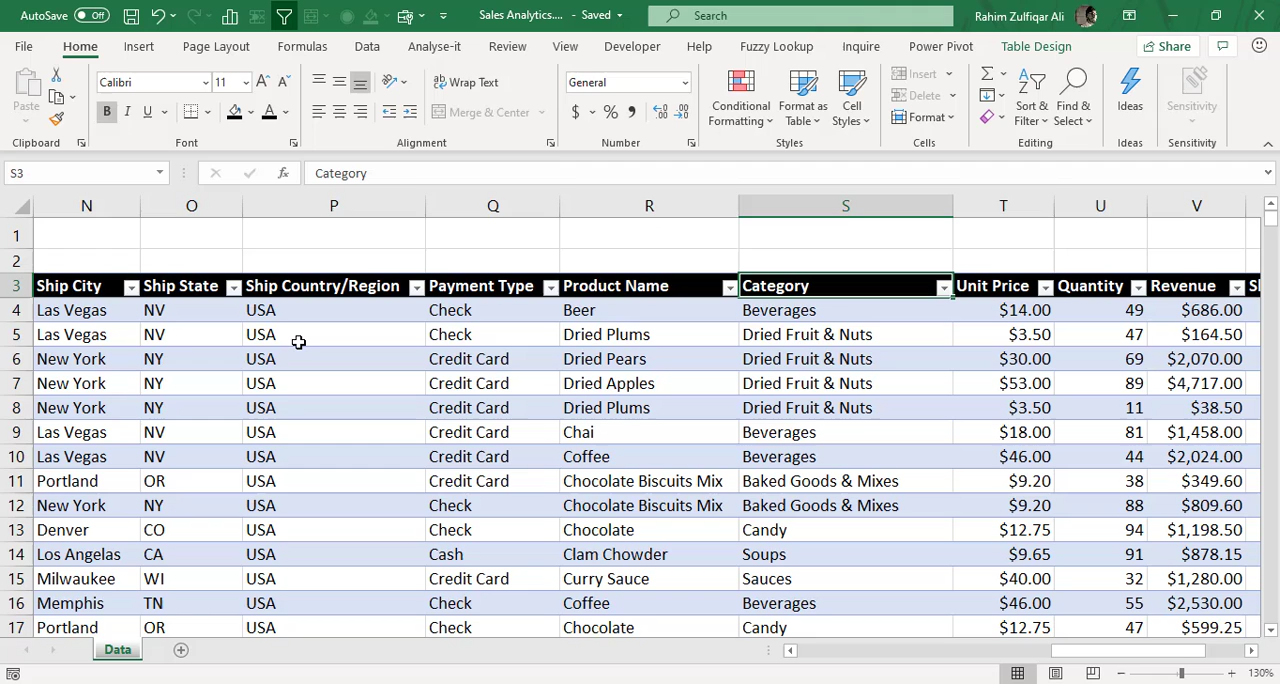 AutoSave Off Sales Analytics.... - Saved Search Rahim Zulfiqar Ali
File Home Insert Page Layout Formulas Data Analyse-it Review View Developer Help Fuzzy Lookup Inquire Power Pivot Table Design Share
Paste Calibri 11 Wrap Text General Conditional Formatting Format as Table Cell Styles Insert Sort & Filter Find & Select Ideas Sensitivity
B I U Merge & Center $ % , Delete
Format
Clipboard Font Alignment Number Styles Cells Editing Ideas Sensitivity
S3 fx Category
N O P Q R S T U V
1
2
3 Ship City Ship State Ship Country/Region Payment Type Product Name Category Unit Price Quantity Revenue
4 Las Vegas NV USA Check Beer Beverages $14.00 49 $686.00
5 Las Vegas NV USA Check Dried Plums Dried Fruit & Nuts $3.50 47 $164.50
6 New York NY USA Credit Card Dried Pears Dried Fruit & Nuts $30.00 69 $2,070.00
7 New York NY USA Credit Card Dried Apples Dried Fruit & Nuts $53.00 89 $4,717.00
8 New York NY USA Credit Card Dried Plums Dried Fruit & Nuts $3.50 11 $38.50
9 Las Vegas NV USA Credit Card Chai Beverages $18.00 81 $1,458.00
10 Las Vegas NV USA Credit Card Coffee Beverages $46.00 44 $2,024.00
11 Portland OR USA Credit Card Chocolate Biscuits Mix Baked Goods & Mixes $9.20 38 $349.60
12 New York NY USA Check Chocolate Biscuits Mix Baked Goods & Mixes $9.20 88 $809.60
13 Denver CO USA Check Chocolate Candy $12.75 94 $1,198.50
14 Los Angelas CA USA Cash Clam Chowder Soups $9.65 91 $878.15
15 Milwaukee WI USA Credit Card Curry Sauce Sauces $40.00 32 $1,280.00
16 Memphis TN USA Check Coffee Beverages $46.00 55 $2,530.00
17 Portland OR USA Check Chocolate Candy $12.75 47 $599.25
Data
130%